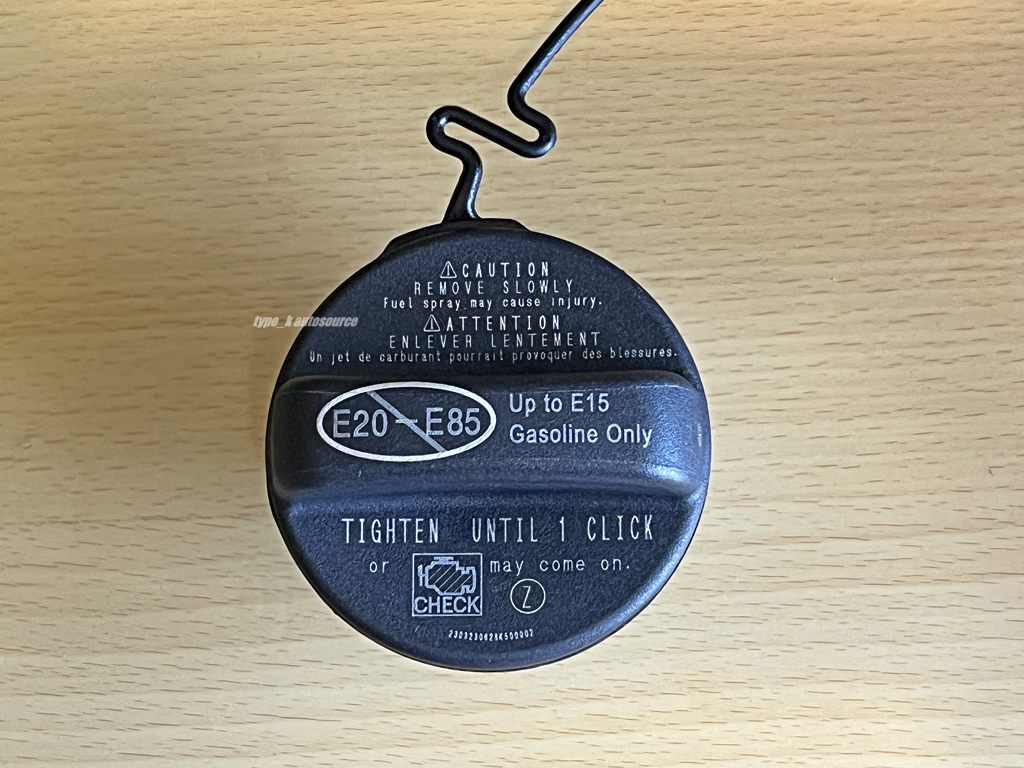 ⚠CAUTION
REMOVE SLOWLY
Fuel spray may cause injury.
⚠ATTENTION
ENLEVER LENTEMENT
Un jet de carburant pourrait provoquer des blessures.
type_k autosource
E20-E85
Up to E15
Gasoline Only
TIGHTEN UNTIL 1 CLICK
or CHECK may come on.
Z
2303230628K500002